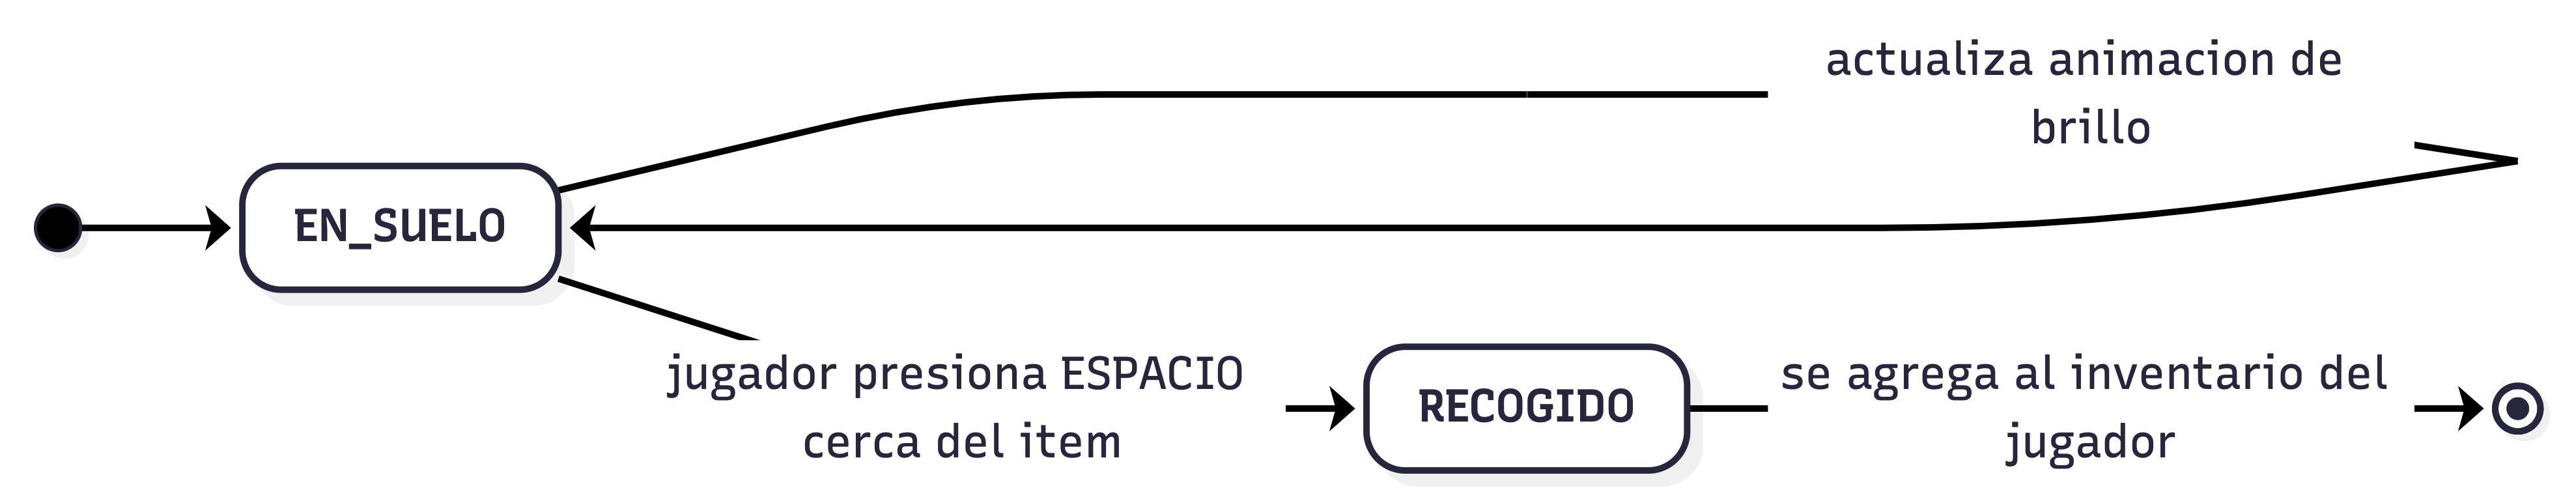 actualiza animacion de
brillo
EN_SUELO
jugador presiona ESPACIO
cerca del item
RECOGIDO
se agrega al inventario del
jugador